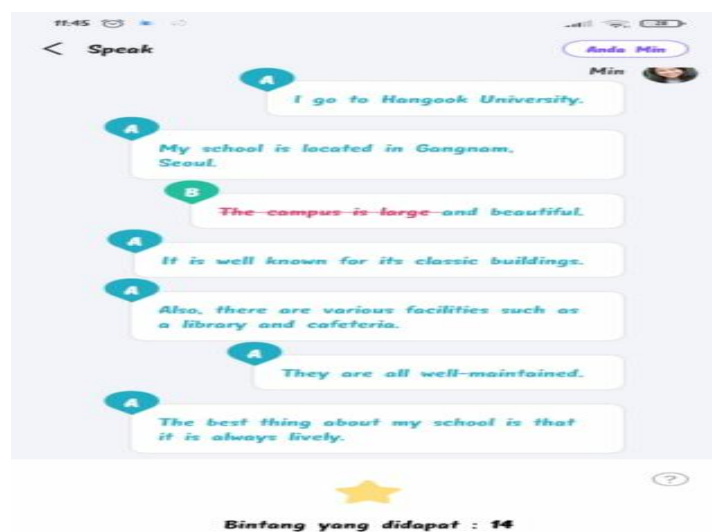 11:45
28
< Speak
Anda Min
Min
A
I go to Hangook University.
A
My school is located in Gangnam,
Seoul.
B
The campus is large and beautiful.
A
It is well known for its classic buildings.
A
Also, there are various facilities such as
a library and cafeteria.
A
They are all well-maintained.
A
The best thing about my school is that
it is always lively.
?
Bintang yang didapat : 14